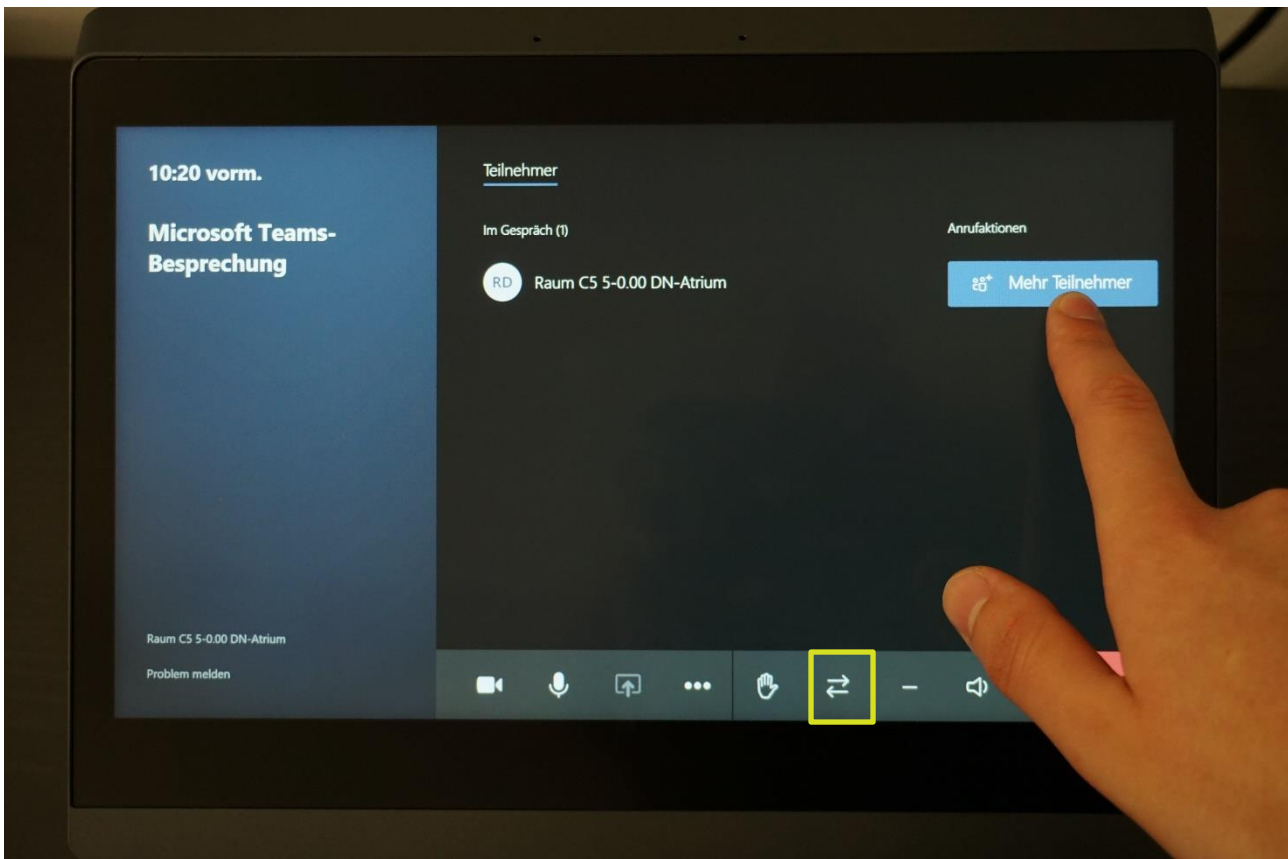 10:20 vorm.
Microsoft Teams-
Besprechung
Raum C5 5-0.00 DN-Atrium
Problem melden
Teilnehmer
Im Gespräch (1)
RD Raum C5 5-0.00 DN-Atrium
Anrufaktionen
Mehr Teilnehmer